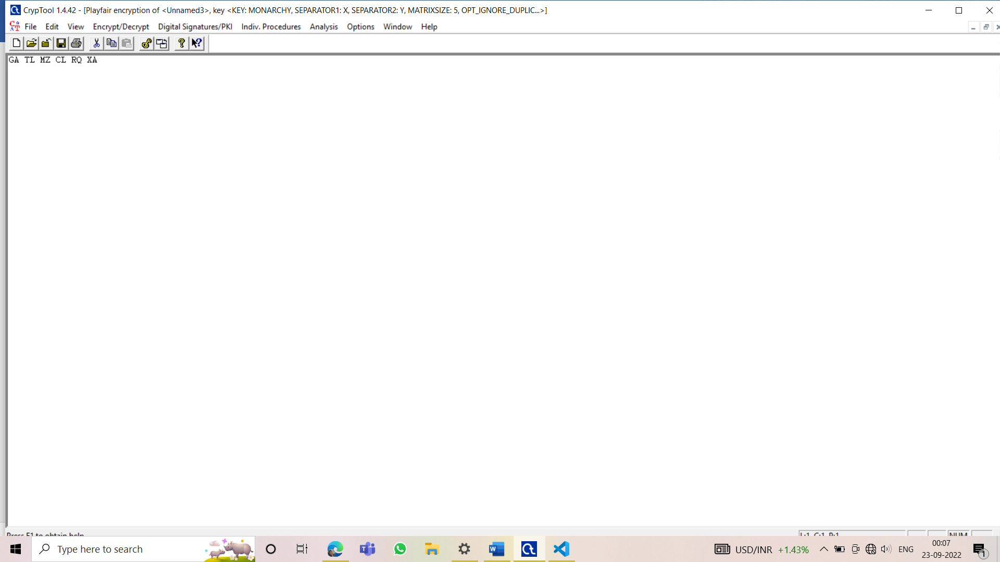 CrypTool 1.4.42 - [Playfair encryption of <Unnamed3>, key <KEY: MONARCHY, SEPARATOR1: X, SEPARATOR2: Y, MATRIXSIZE: 5, OPT_IGNORE_DUPLIC...>]
File Edit View Encrypt/Decrypt Digital Signatures/PKI Indiv. Procedures Analysis Options Window Help
GA TL MZ CL RQ XA
Press F1 to obtain help L:1 C:1 P:1 NUM
Type here to search USD/INR +1.43% ENG 00:07
23-09-2022 1